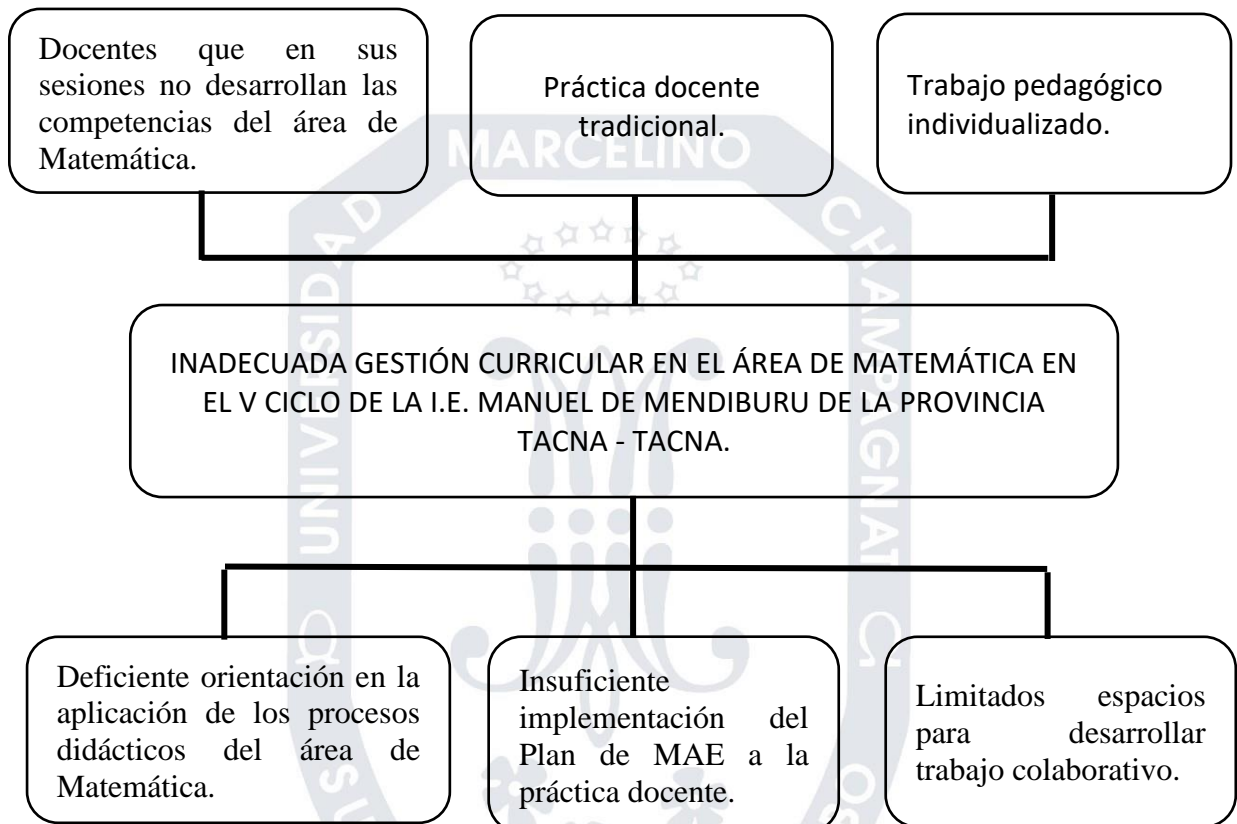 Docentes que en sus
sesiones no desarrollan las
competencias del área de
Matemática.
Práctica docente
tradicional.
Trabajo pedagógico
individualizado.
MARCELINO
CHAMPAGNAT
UNIVERSIDAD
INADECUADA GESTIÓN CURRICULAR EN EL ÁREA DE MATEMÁTICA EN
EL V CICLO DE LA I.E. MANUEL DE MENDIBURU DE LA PROVINCIA
TACNA - TACNA.
Deficiente orientación en la
aplicación de los procesos
didácticos del área de
Matemática.
Insuficiente
implementación del
Plan de MAE a la
práctica docente.
Limitados espacios
para desarrollar
trabajo colaborativo.